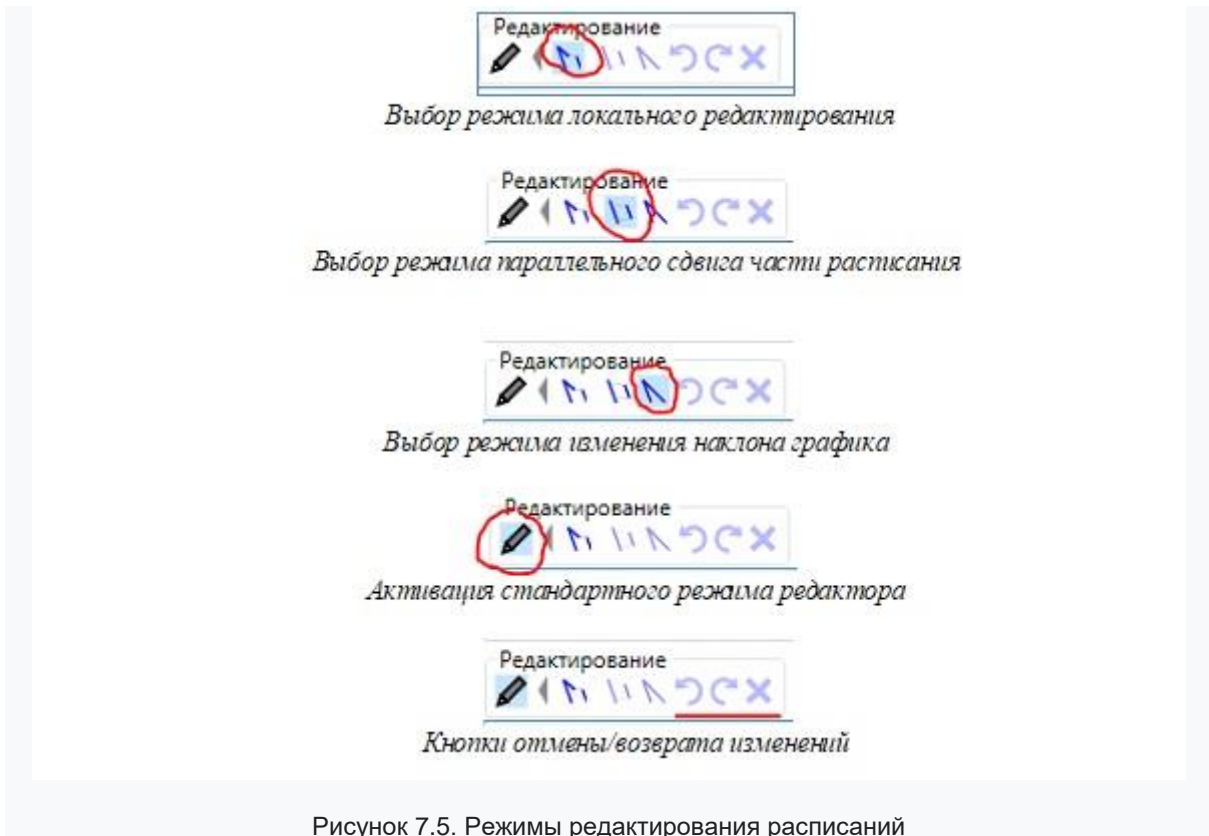 Редактирование
Выбор режима локального редактирования
Редактирование
Выбор режима параллельного сдвига части расписания
Редактирование
Выбор режима изменения наклона графика
Редактирование
Активация стандартного режима редактора
Редактирование
Кнопки отмены/возврата изменений
Рисунок 7.5. Режимы редактирования расписаний